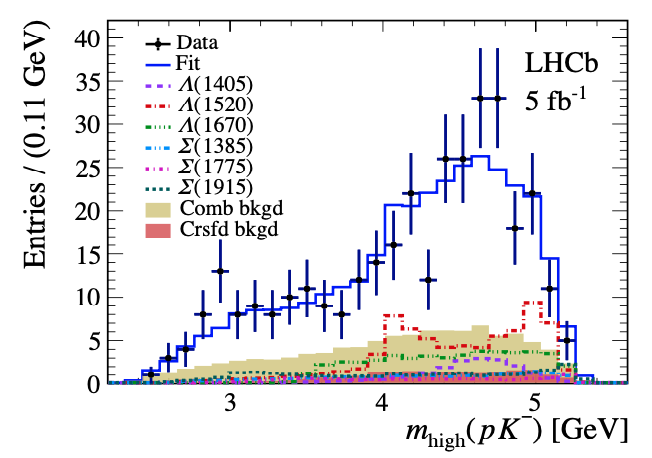 Entries / (0.11 GeV)
40
35
30
25
20
15
10
5
0
Data
Fit
Λ(1405)
Λ(1520)
Λ(1670)
Σ(1385)
Σ(1775)
Σ(1915)
Comb bkgd
Crsfd bkgd
LHCb
5 fb⁻¹
3 4 5
m_high(pK⁻) [GeV]